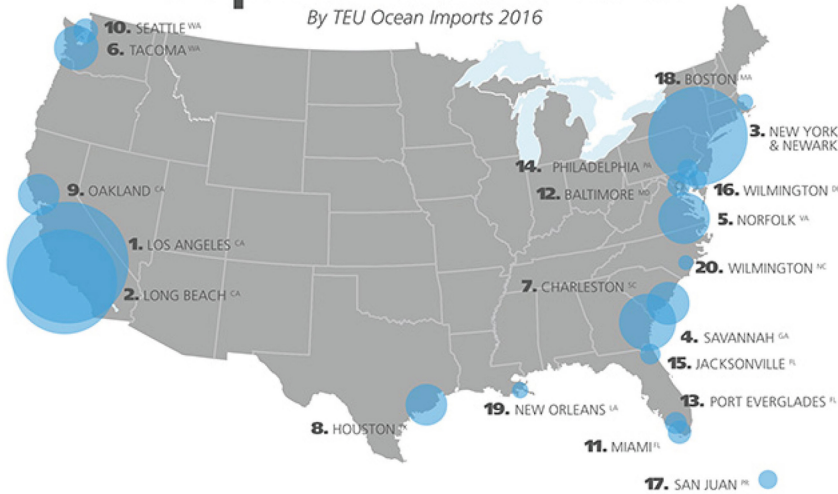 By TEU Ocean Imports 2016
10. SEATTLE WA
6. TACOMA WA
18. BOSTON MA
3. NEW YORK
& NEWARK
14. PHILADELPHIA PA
9. OAKLAND CA
12. BALTIMORE MD
16. WILMINGTON
5. NORFOLK VA
1. LOS ANGELES CA
20. WILMINGTON NC
7. CHARLESTON SC
2. LONG BEACH CA
4. SAVANNAH GA
15. JACKSONVILLE FL
13. PORT EVERGLADES FL
19. NEW ORLEANS LA
8. HOUSTON
11. MIAMI FL
17. SAN JUAN PR